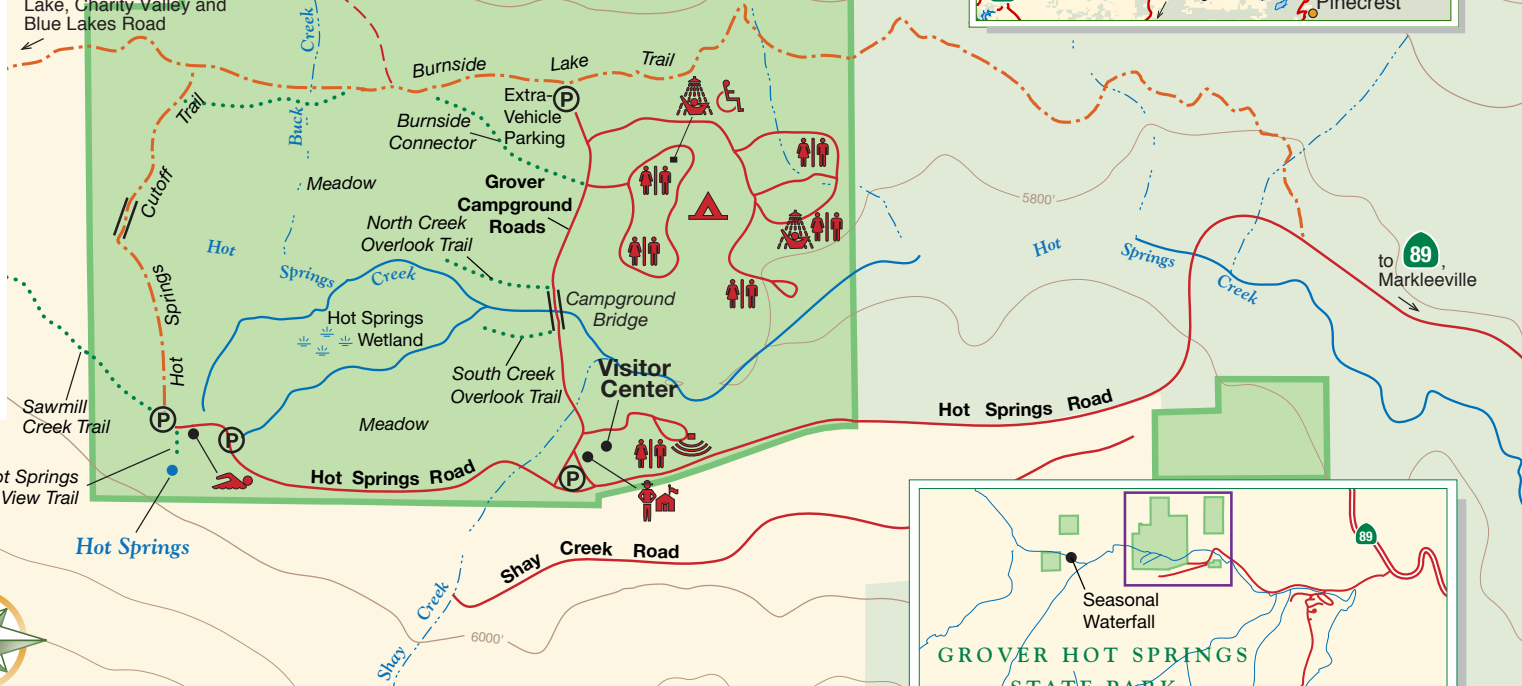 Lake, Charity Valley and
Blue Lakes Road
Buck Creek
Burnside Lake Trail
Pinecrest
Extra-
Vehicle
Parking
P
Burnside
Connector
Trail
Cutoff
Springs
Hot
Meadow
Grover
Campground
Roads
North Creek
Overlook Trail
Hot Springs Creek
5800'
Hot Springs Creek
to 89,
Markleeville
Campground
Bridge
Hot Springs
Wetland
South Creek
Overlook Trail
Visitor
Center
Sawmill
Creek Trail
P
P
Meadow
Hot Springs Road
Hot Springs Road
P
Springs
View Trail
Hot Springs
Shay Creek Road
Shay Creek
6000'
89
Seasonal
Waterfall
GROVER HOT SPRINGS
STATE PARK